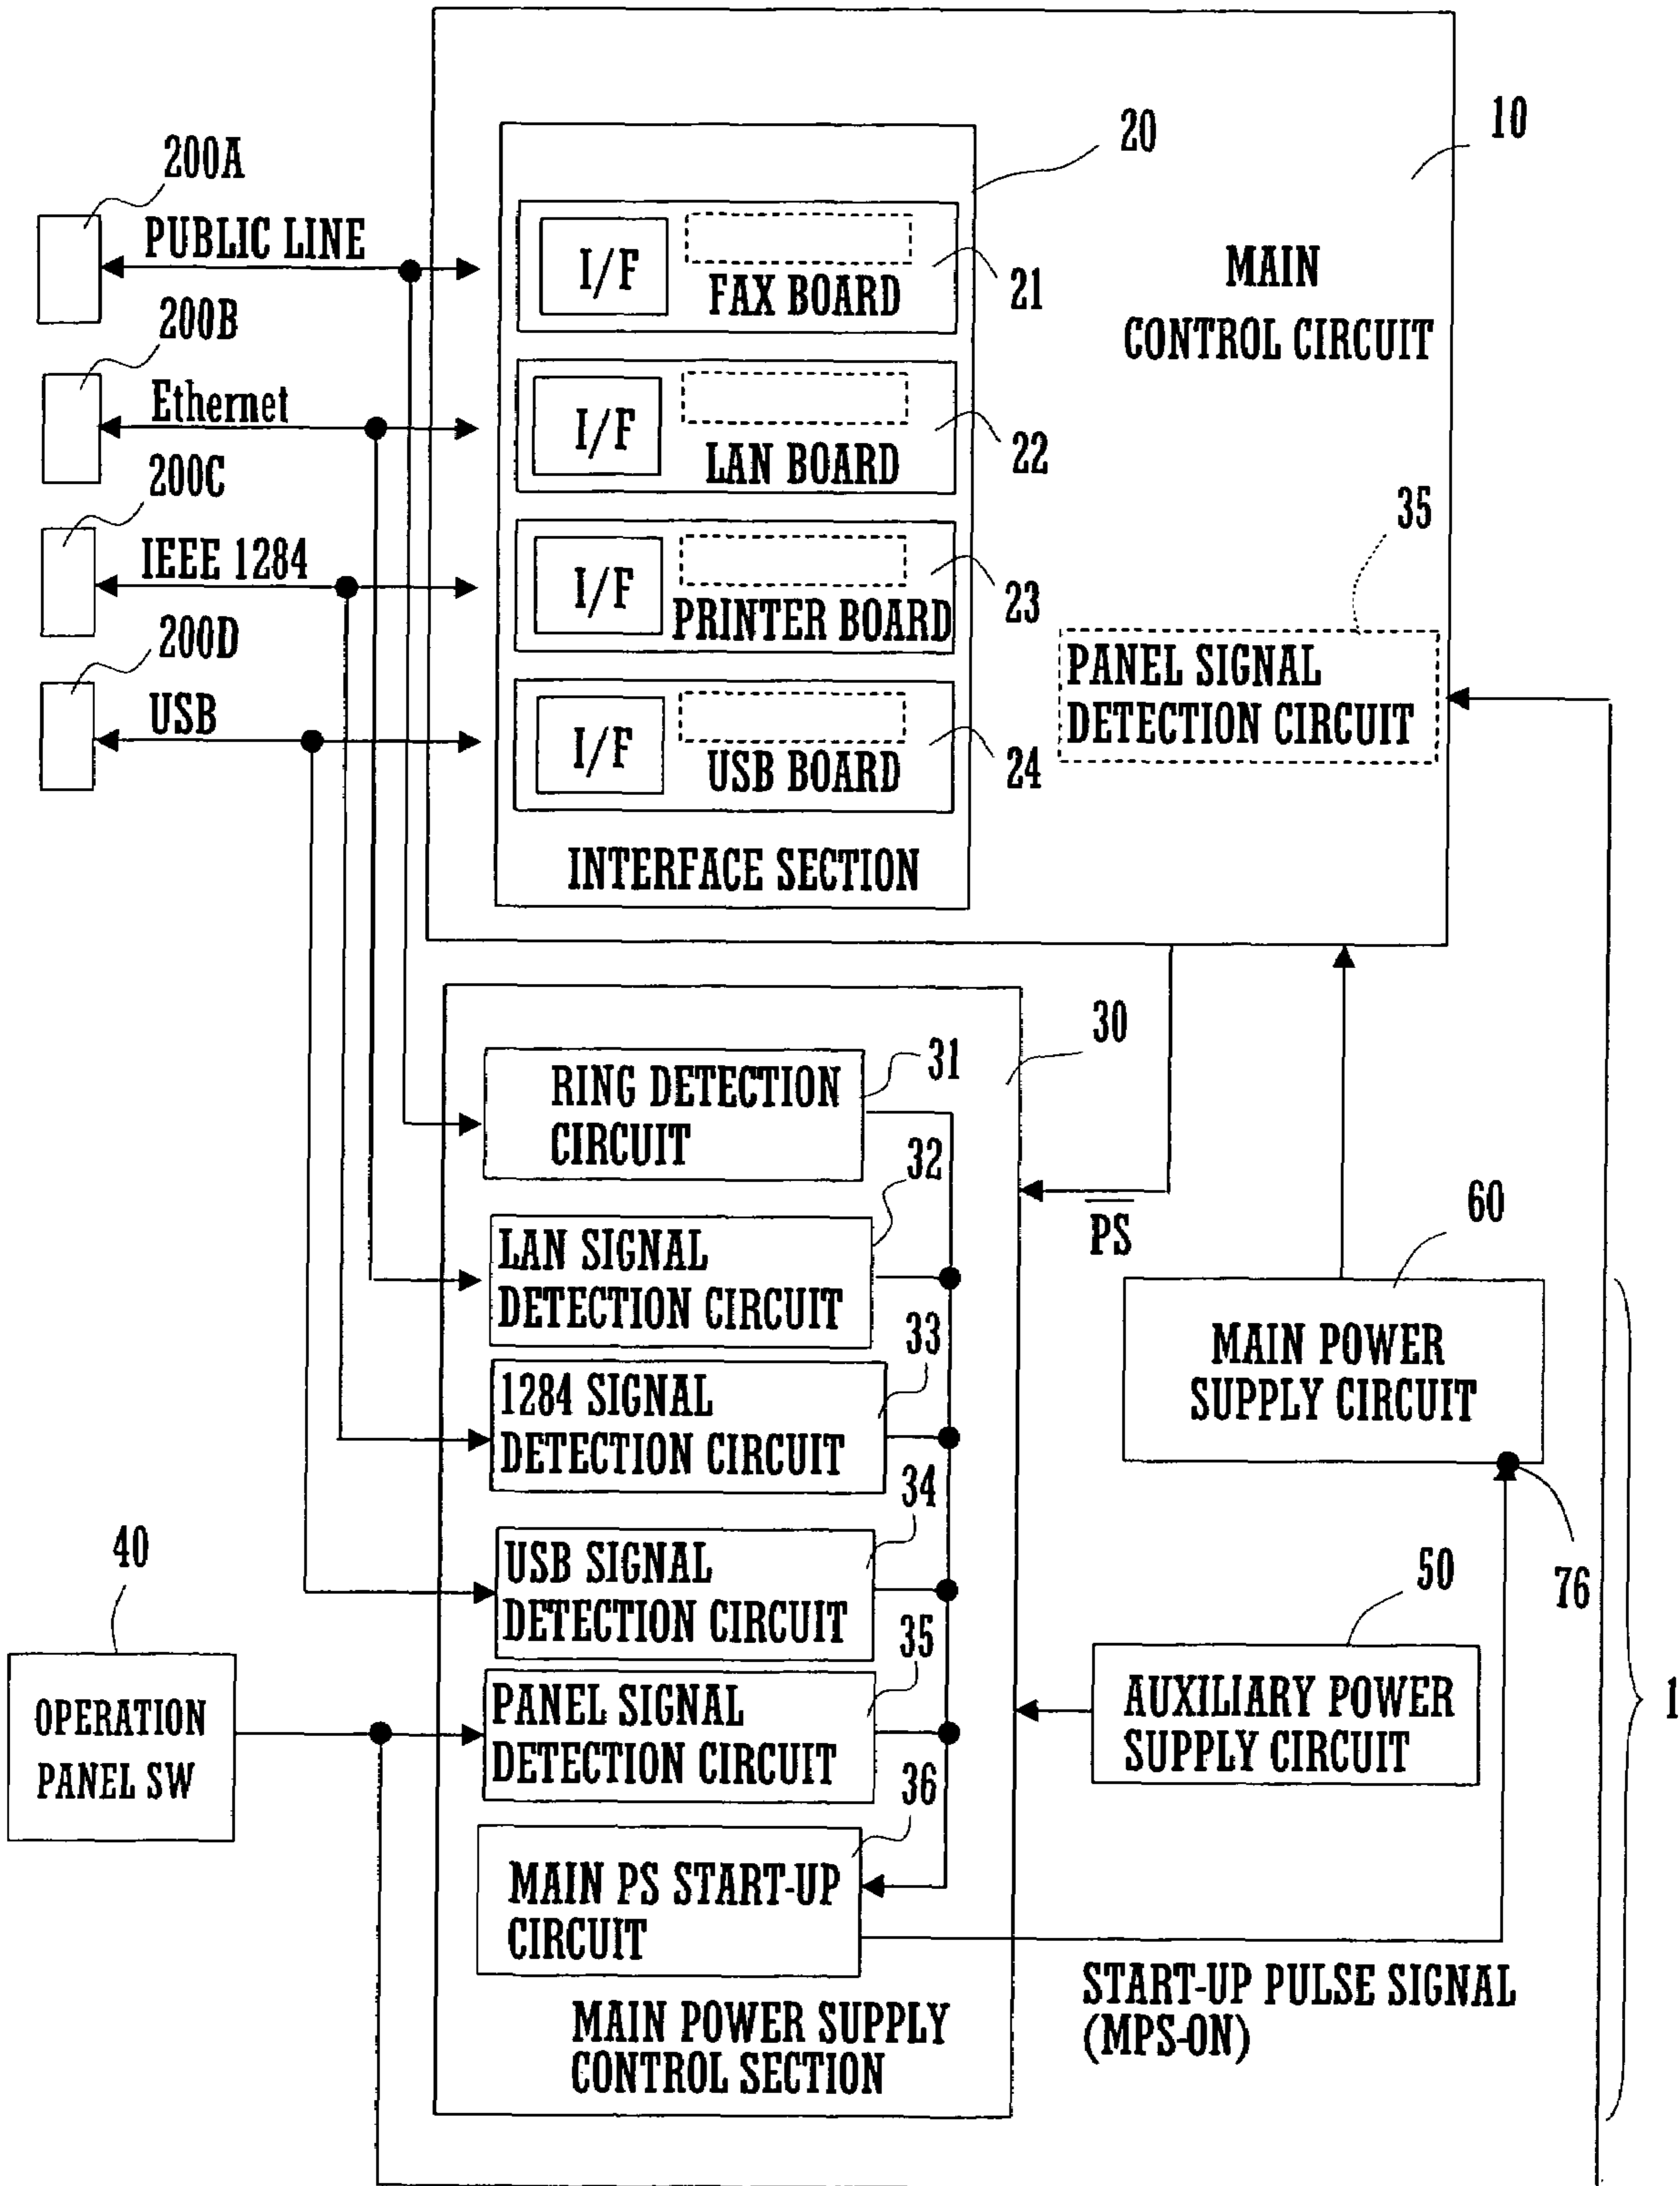 10
20
200A
PUBLIC LINE
I/F
FAX BOARD
21
MAIN
CONTROL CIRCUIT
200B
Ethernet
I/F
LAN BOARD
22
200C
IEEE 1284
I/F
PRINTER BOARD
23
35
PANEL SIGNAL
DETECTION CIRCUIT
200D
USB
I/F
USB BOARD
24
INTERFACE SECTION
30
31
RING DETECTION
CIRCUIT
32
PS
LAN SIGNAL
DETECTION CIRCUIT
33
1284 SIGNAL
DETECTION CIRCUIT
34
USB SIGNAL
DETECTION CIRCUIT
35
PANEL SIGNAL
DETECTION CIRCUIT
36
MAIN PS START-UP
CIRCUIT
MAIN POWER SUPPLY
CONTROL SECTION
40
OPERATION
PANEL SW
60
MAIN POWER
SUPPLY CIRCUIT
76
50
AUXILIARY POWER
SUPPLY CIRCUIT
1
START-UP PULSE SIGNAL
(MPS-ON)